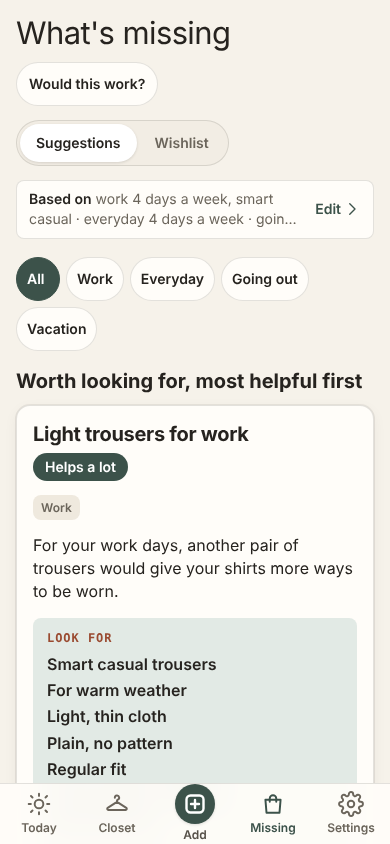 What's missing
Would this work?
Suggestions
Wishlist
Based on work 4 days a week, smart
casual · everyday 4 days a week · goin...
Edit
All
Work
Everyday
Going out
Vacation
Worth looking for, most helpful first
Light trousers for work
Helps a lot
Work
For your work days, another pair of
trousers would give your shirts more ways
to be worn.
LOOK FOR
Smart casual trousers
For warm weather
Light, thin cloth
Plain, no pattern
Regular fit
Today
Closet
Add
Missing
Settings